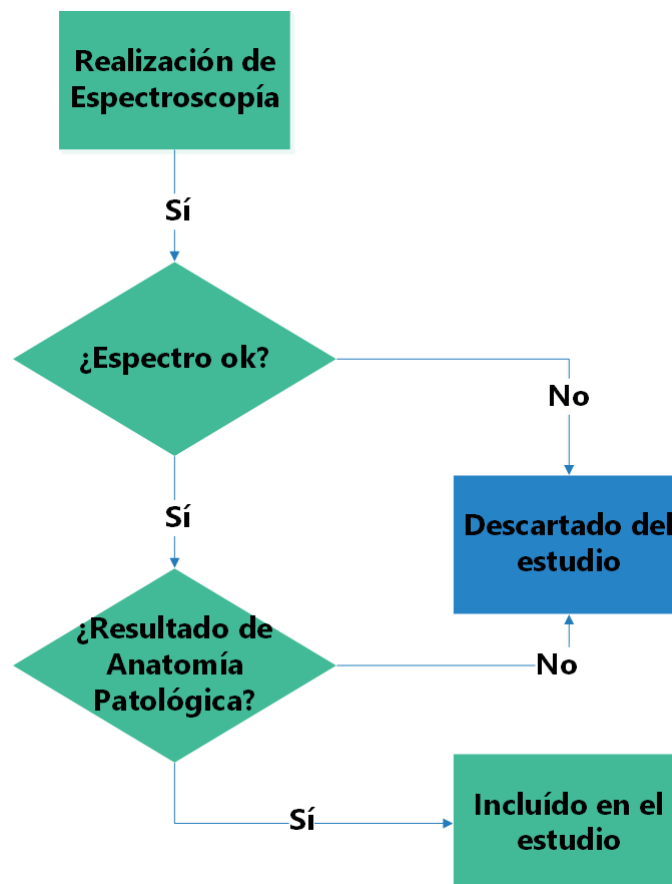 Realización de
Espectroscopía
Sí
¿Espectro ok?
No
Sí
Descartado del
estudio
¿Resultado de
Anatomía
Patológica?
No
Sí
Incluído en el
estudio